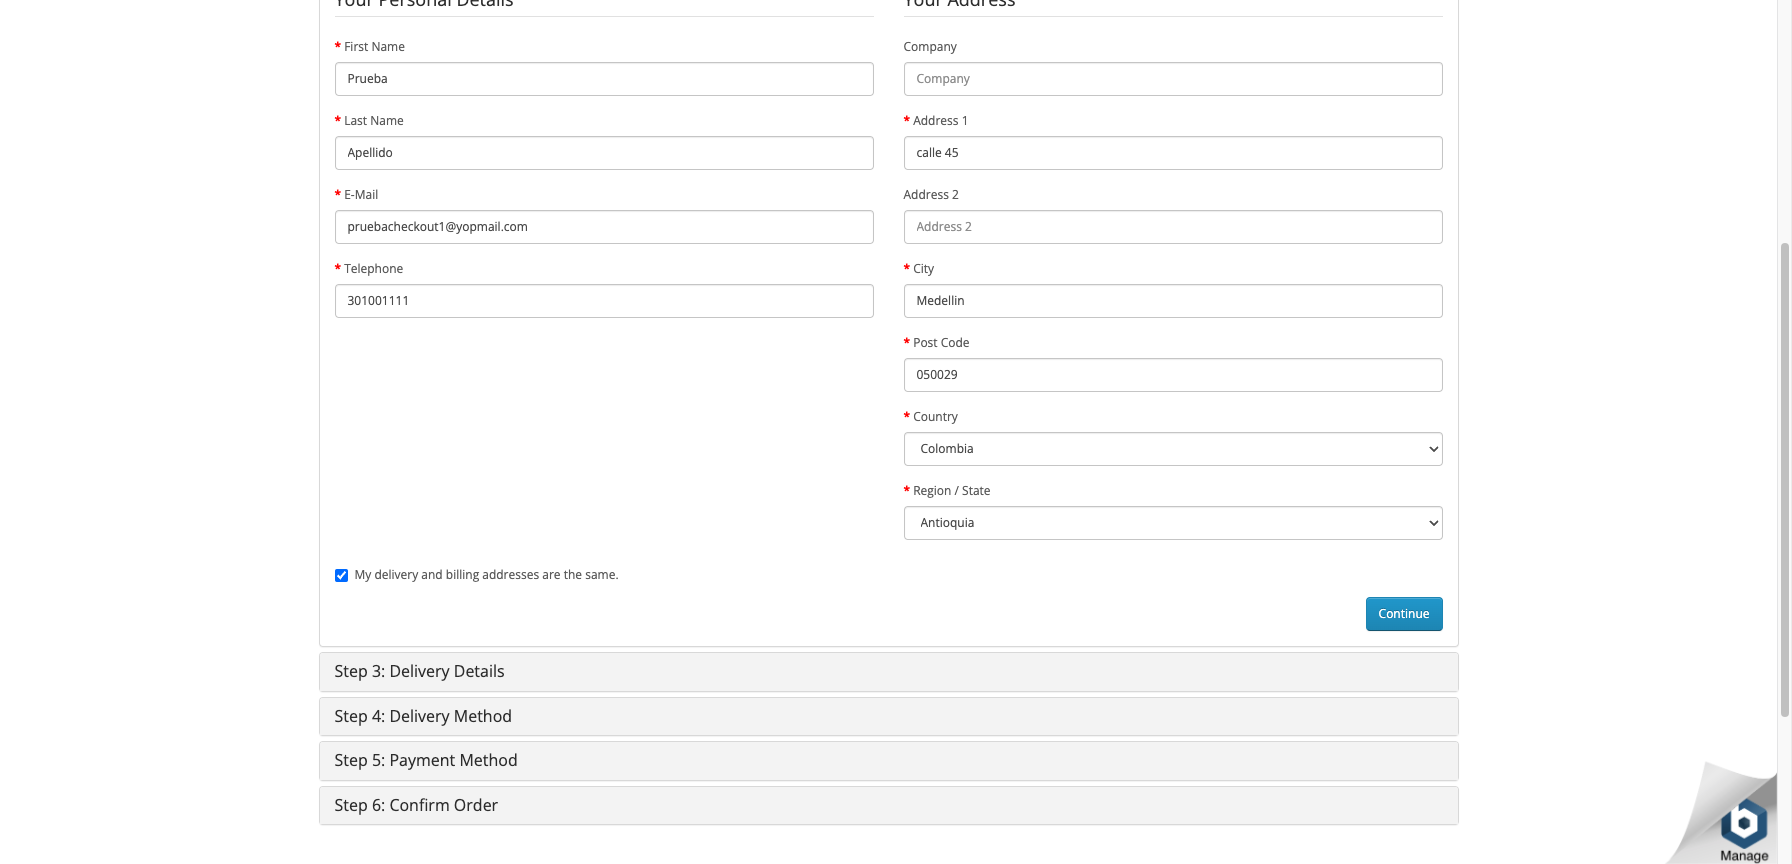 Your Personal Details
* First Name
Prueba
* Last Name
Apellido
* E-Mail
pruebacheckout1@yopmail.com
* Telephone
301001111
Your Address
Company
Company
* Address 1
calle 45
Address 2
Address 2
* City
Medellin
* Post Code
050029
* Country
Colombia
* Region / State
Antioquia
My delivery and billing addresses are the same.
Continue
Step 3: Delivery Details
Step 4: Delivery Method
Step 5: Payment Method
Step 6: Confirm Order
Manage